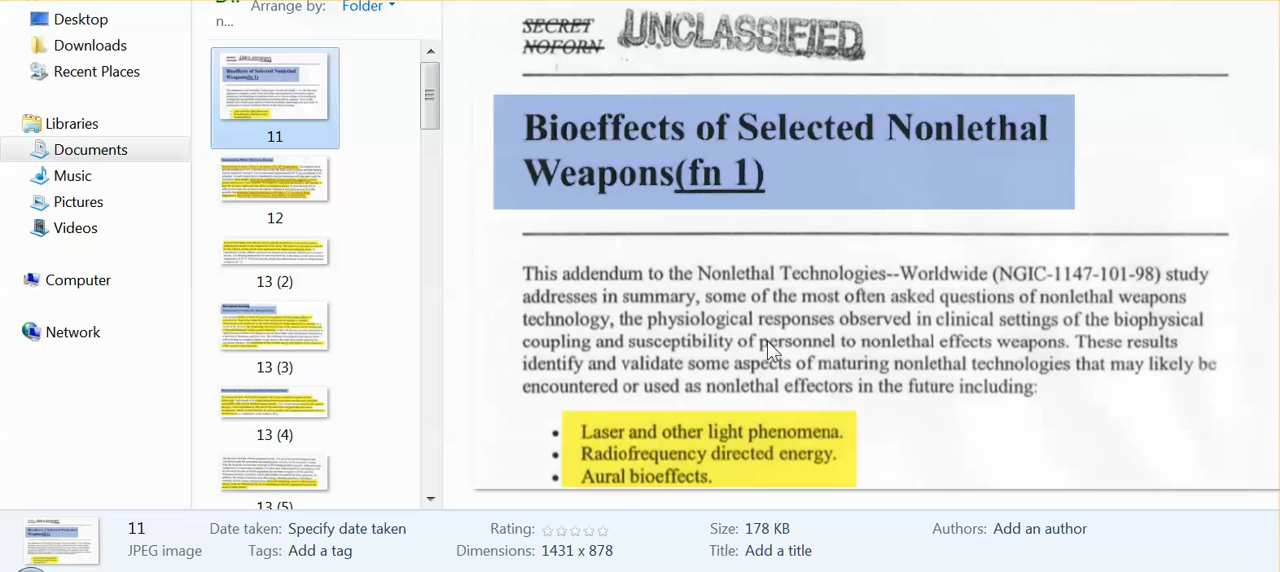 Desktop
Downloads
Recent Places
Libraries
Documents
Music
Pictures
Videos
Computer
Network
n...
Arrange by: Folder
11
12
13 (2)
13 (3)
13 (4)
13 (5)
SECRET
NOFORN
UNCLASSIFIED
Bioeffects of Selected Nonlethal
Weapons(fn 1)
This addendum to the Nonlethal Technologies--Worldwide (NGIC-1147-101-98) study
addresses in summary, some of the most often asked questions of nonlethal weapons
technology, the physiological responses observed in clinical settings of the biophysical
coupling and susceptibility of personnel to nonlethal effects weapons. These results
identify and validate some aspects of maturing nonlethal technologies that may likely be
encountered or used as nonlethal effectors in the future including:
• Laser and other light phenomena.
• Radiofrequency directed energy.
• Aural bioeffects.
11
JPEG image
Date taken: Specify date taken
Tags: Add a tag
Rating:
Dimensions: 1431 x 878
Size: 178 KB
Title: Add a title
Authors: Add an author